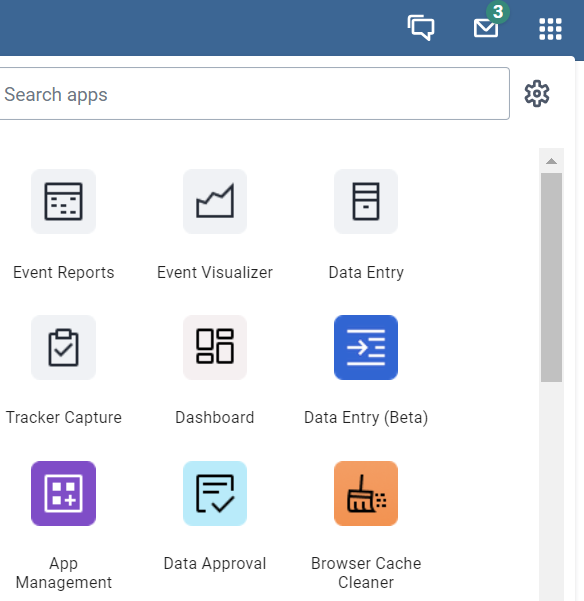 3
Search apps
Event Reports
Event Visualizer
Data Entry
Tracker Capture
Dashboard
Data Entry (Beta)
App
Management
Data Approval
Browser Cache
Cleaner